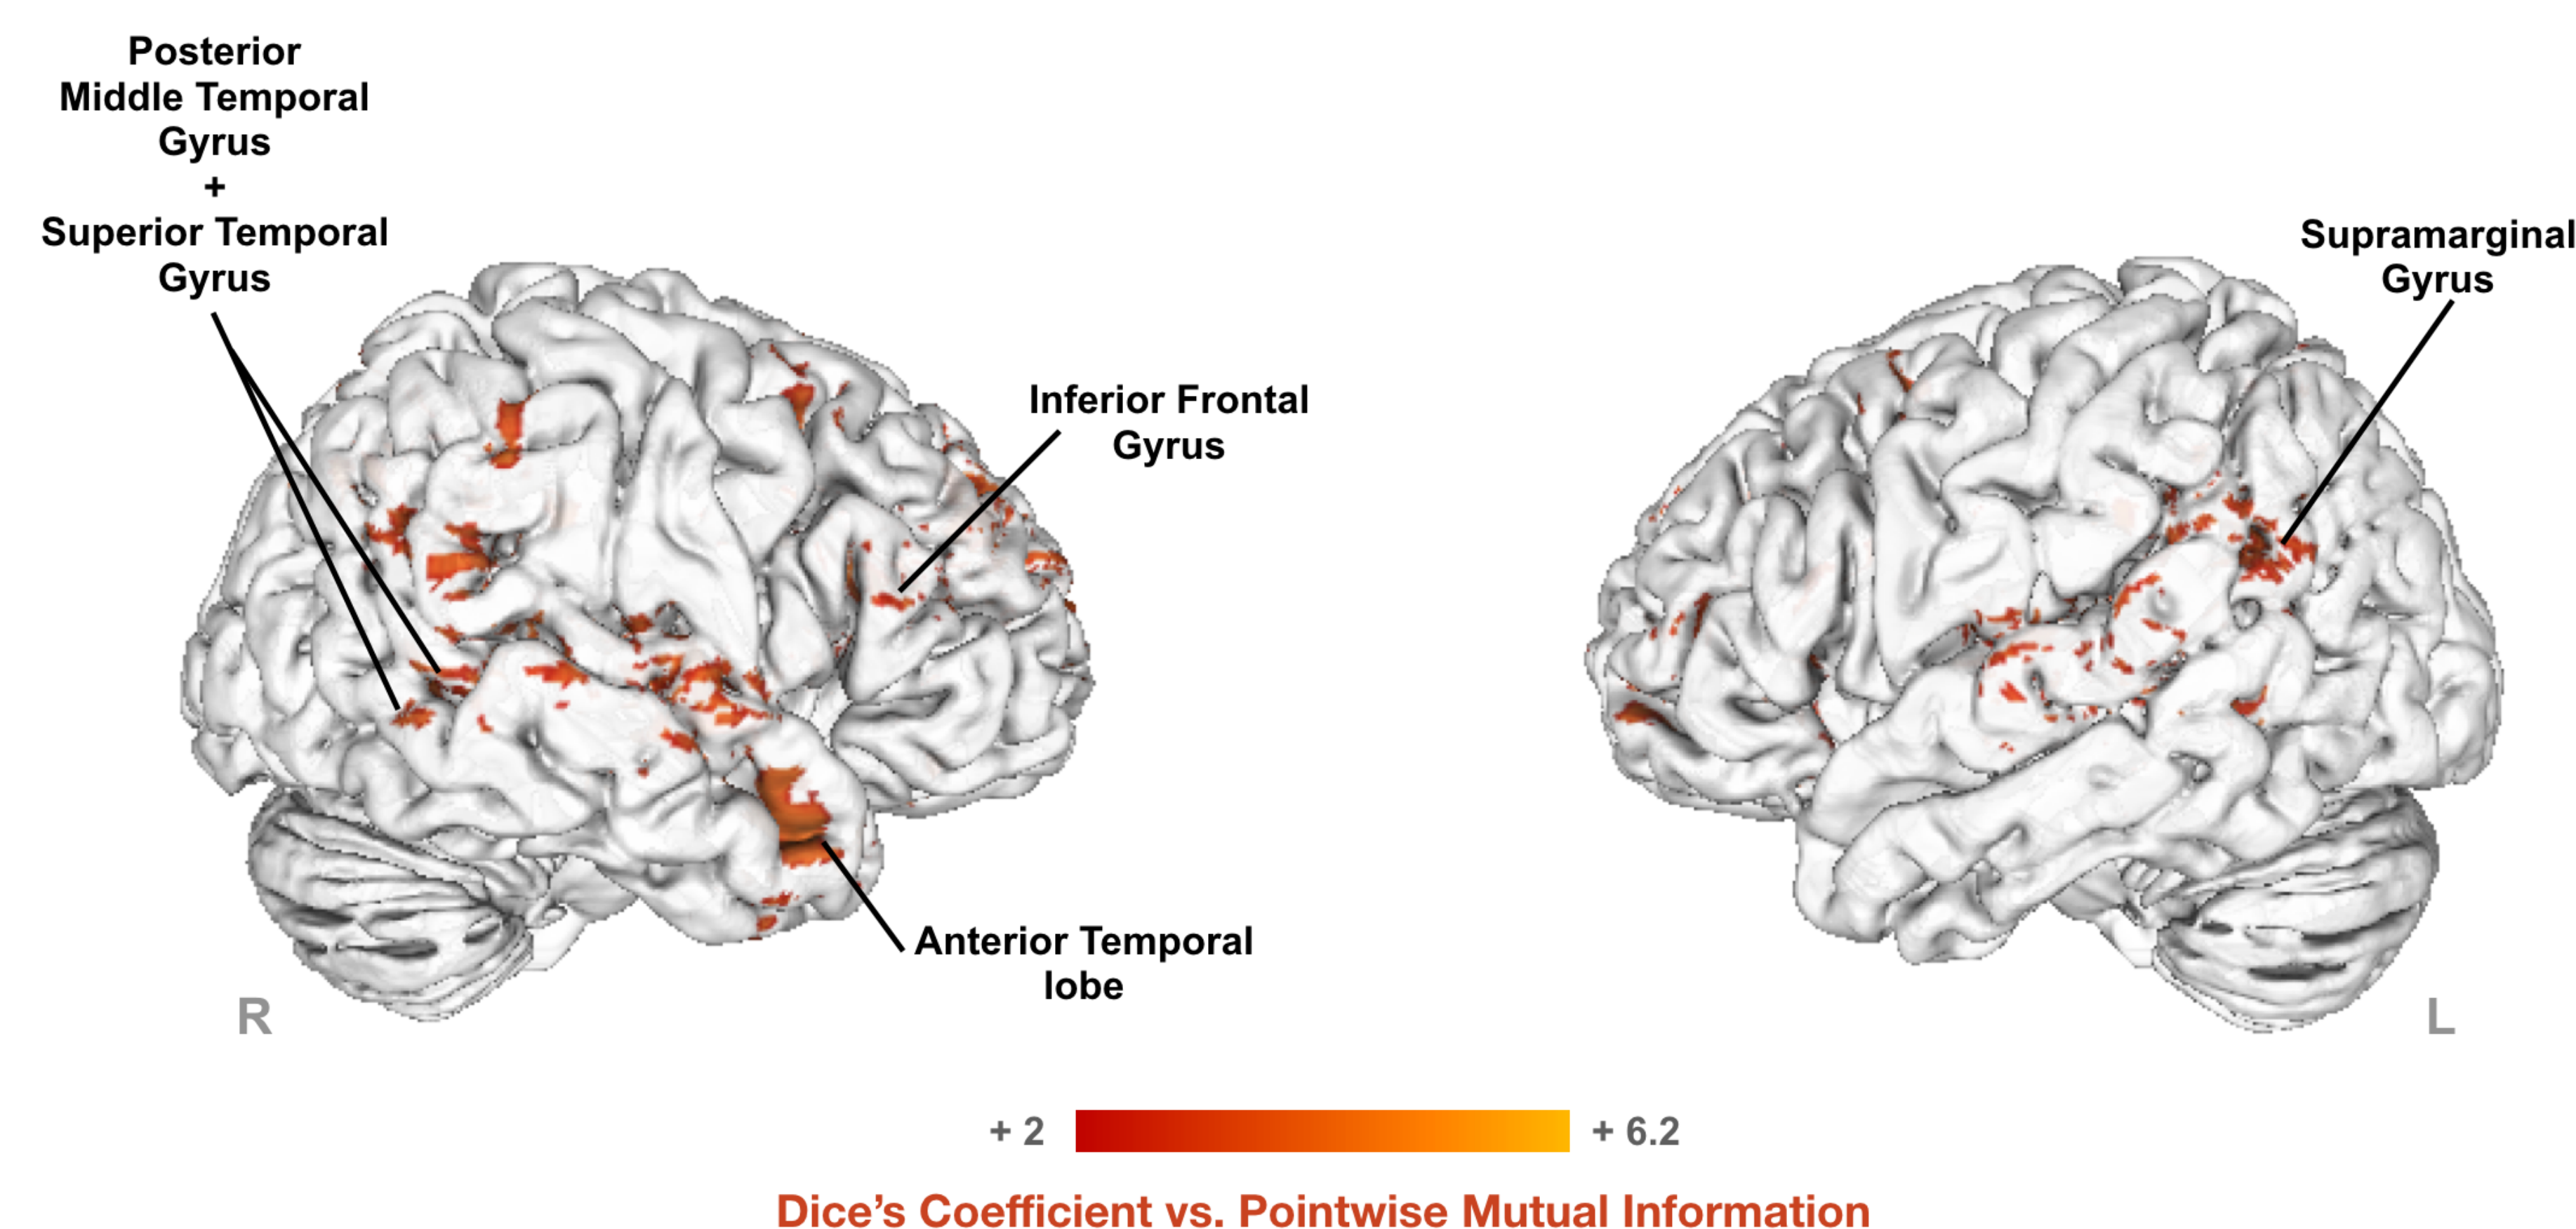 Posterior
Middle Temporal
Gyrus
+
Superior Temporal
Gyrus
Supramarginal
Gyrus
Inferior Frontal
Gyrus
Anterior Temporal
lobe
R
L
+ 2
+ 6.2
Dice’s Coefficient vs. Pointwise Mutual Information